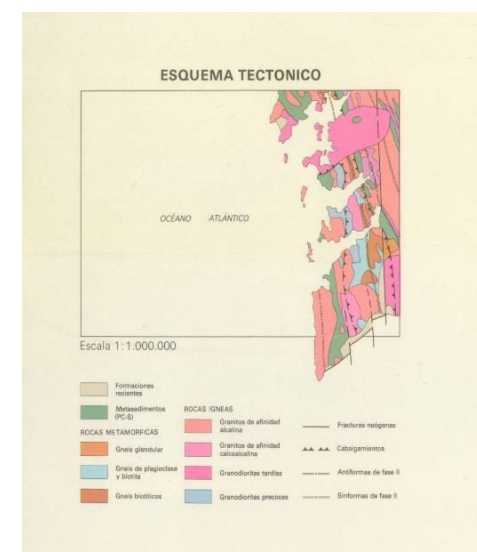 ESQUEMA TECTONICO
OCÉANO ATLÁNTICO
Escala 1:1.000.000
Formaciones
recientes
Metasedimentos
(PC-S)
ROCAS METAMORFICAS
Gneis glandular
Gneis de plagioclasa
y biotita
Gneis biotíticos
ROCAS IGNEAS
Granitos de afinidad
alcalina
Granitos de afinidad
calcoalcalina
Granodioritas tardías
Granodioritas precoces
Fracturas neógenas
Cabalgamientos
Antiformas de fase II
Sinformas de fase II